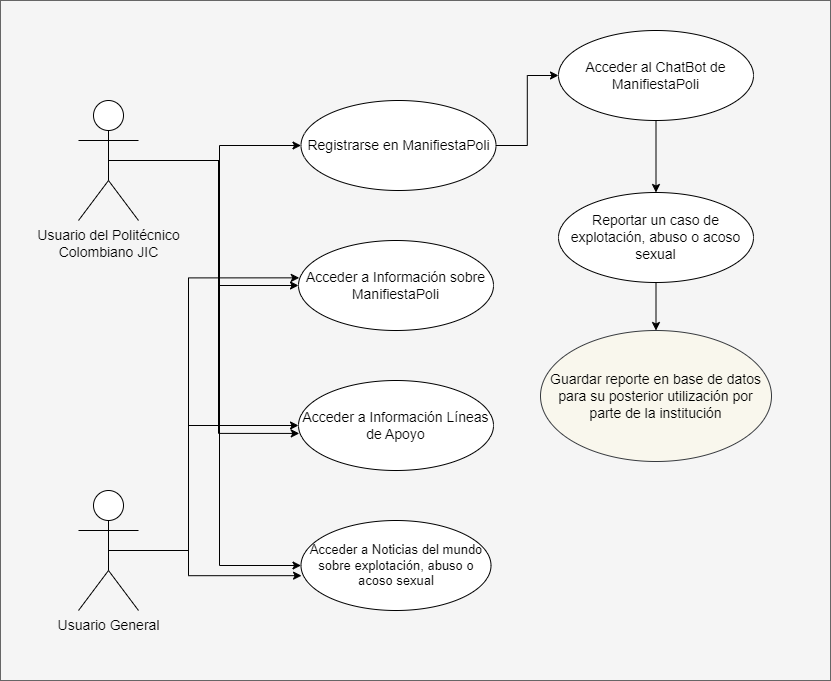 Acceder al ChatBot de
ManifiestaPoli
Registrarse en ManifiestaPoli
Usuario del Politécnico
Colombiano JIC
Reportar un caso de
explotación, abuso o acoso
sexual
Acceder a Información sobre
ManifiestaPoli
Guardar reporte en base de datos
para su posterior utilización por
parte de la institución
Acceder a Información Líneas
de Apoyo
Acceder a Noticias del mundo
sobre explotación, abuso o
acoso sexual
Usuario General